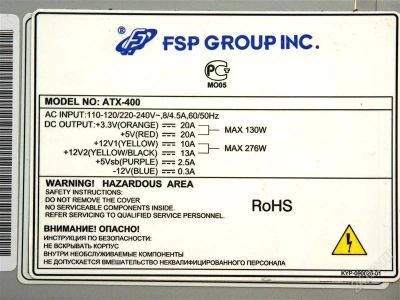 FSP GROUP INC.
PG
MO05
MODEL NO: ATX-400
AC INPUT:110-120/220-240V~,8/4.5A,60/50Hz
DC OUTPUT:+3.3V(ORANGE) 20A
+5V(RED) 20A MAX 130W
+12V1(YELLOW) 10A
+12V2(YELLOW/BLACK) 13A MAX 276W
+5Vsb(PURPLE) 2.5A
-12V(BLUE) 0.3A
WARNING! HAZARDOUS AREA
SAFETY INSTRUCTIONS:
DO NOT REMOVE THE COVER
NO SERVICEABLE COMPONENTS INSIDE.
REFER SERVICING TO QUALIFIED SERVICE PERSONNEL.
RoHS
ВНИМАНИЕ! ОПАСНО!
ИНСТРУКЦИЯ ПО БЕЗОПАСНОСТИ:
НЕ ВСКРЫВАТЬ КОРПУС
ВНУТРИ НЕОБСЛУЖИВАЕМЫЕ КОМПОНЕНТЫ
НЕ ДОПУСКАЕТСЯ ВМЕШАТЕЛЬСТВО НЕКВАЛИФИЦИРОВАННОГО ПЕРСОНАЛА
KYP-090028-01